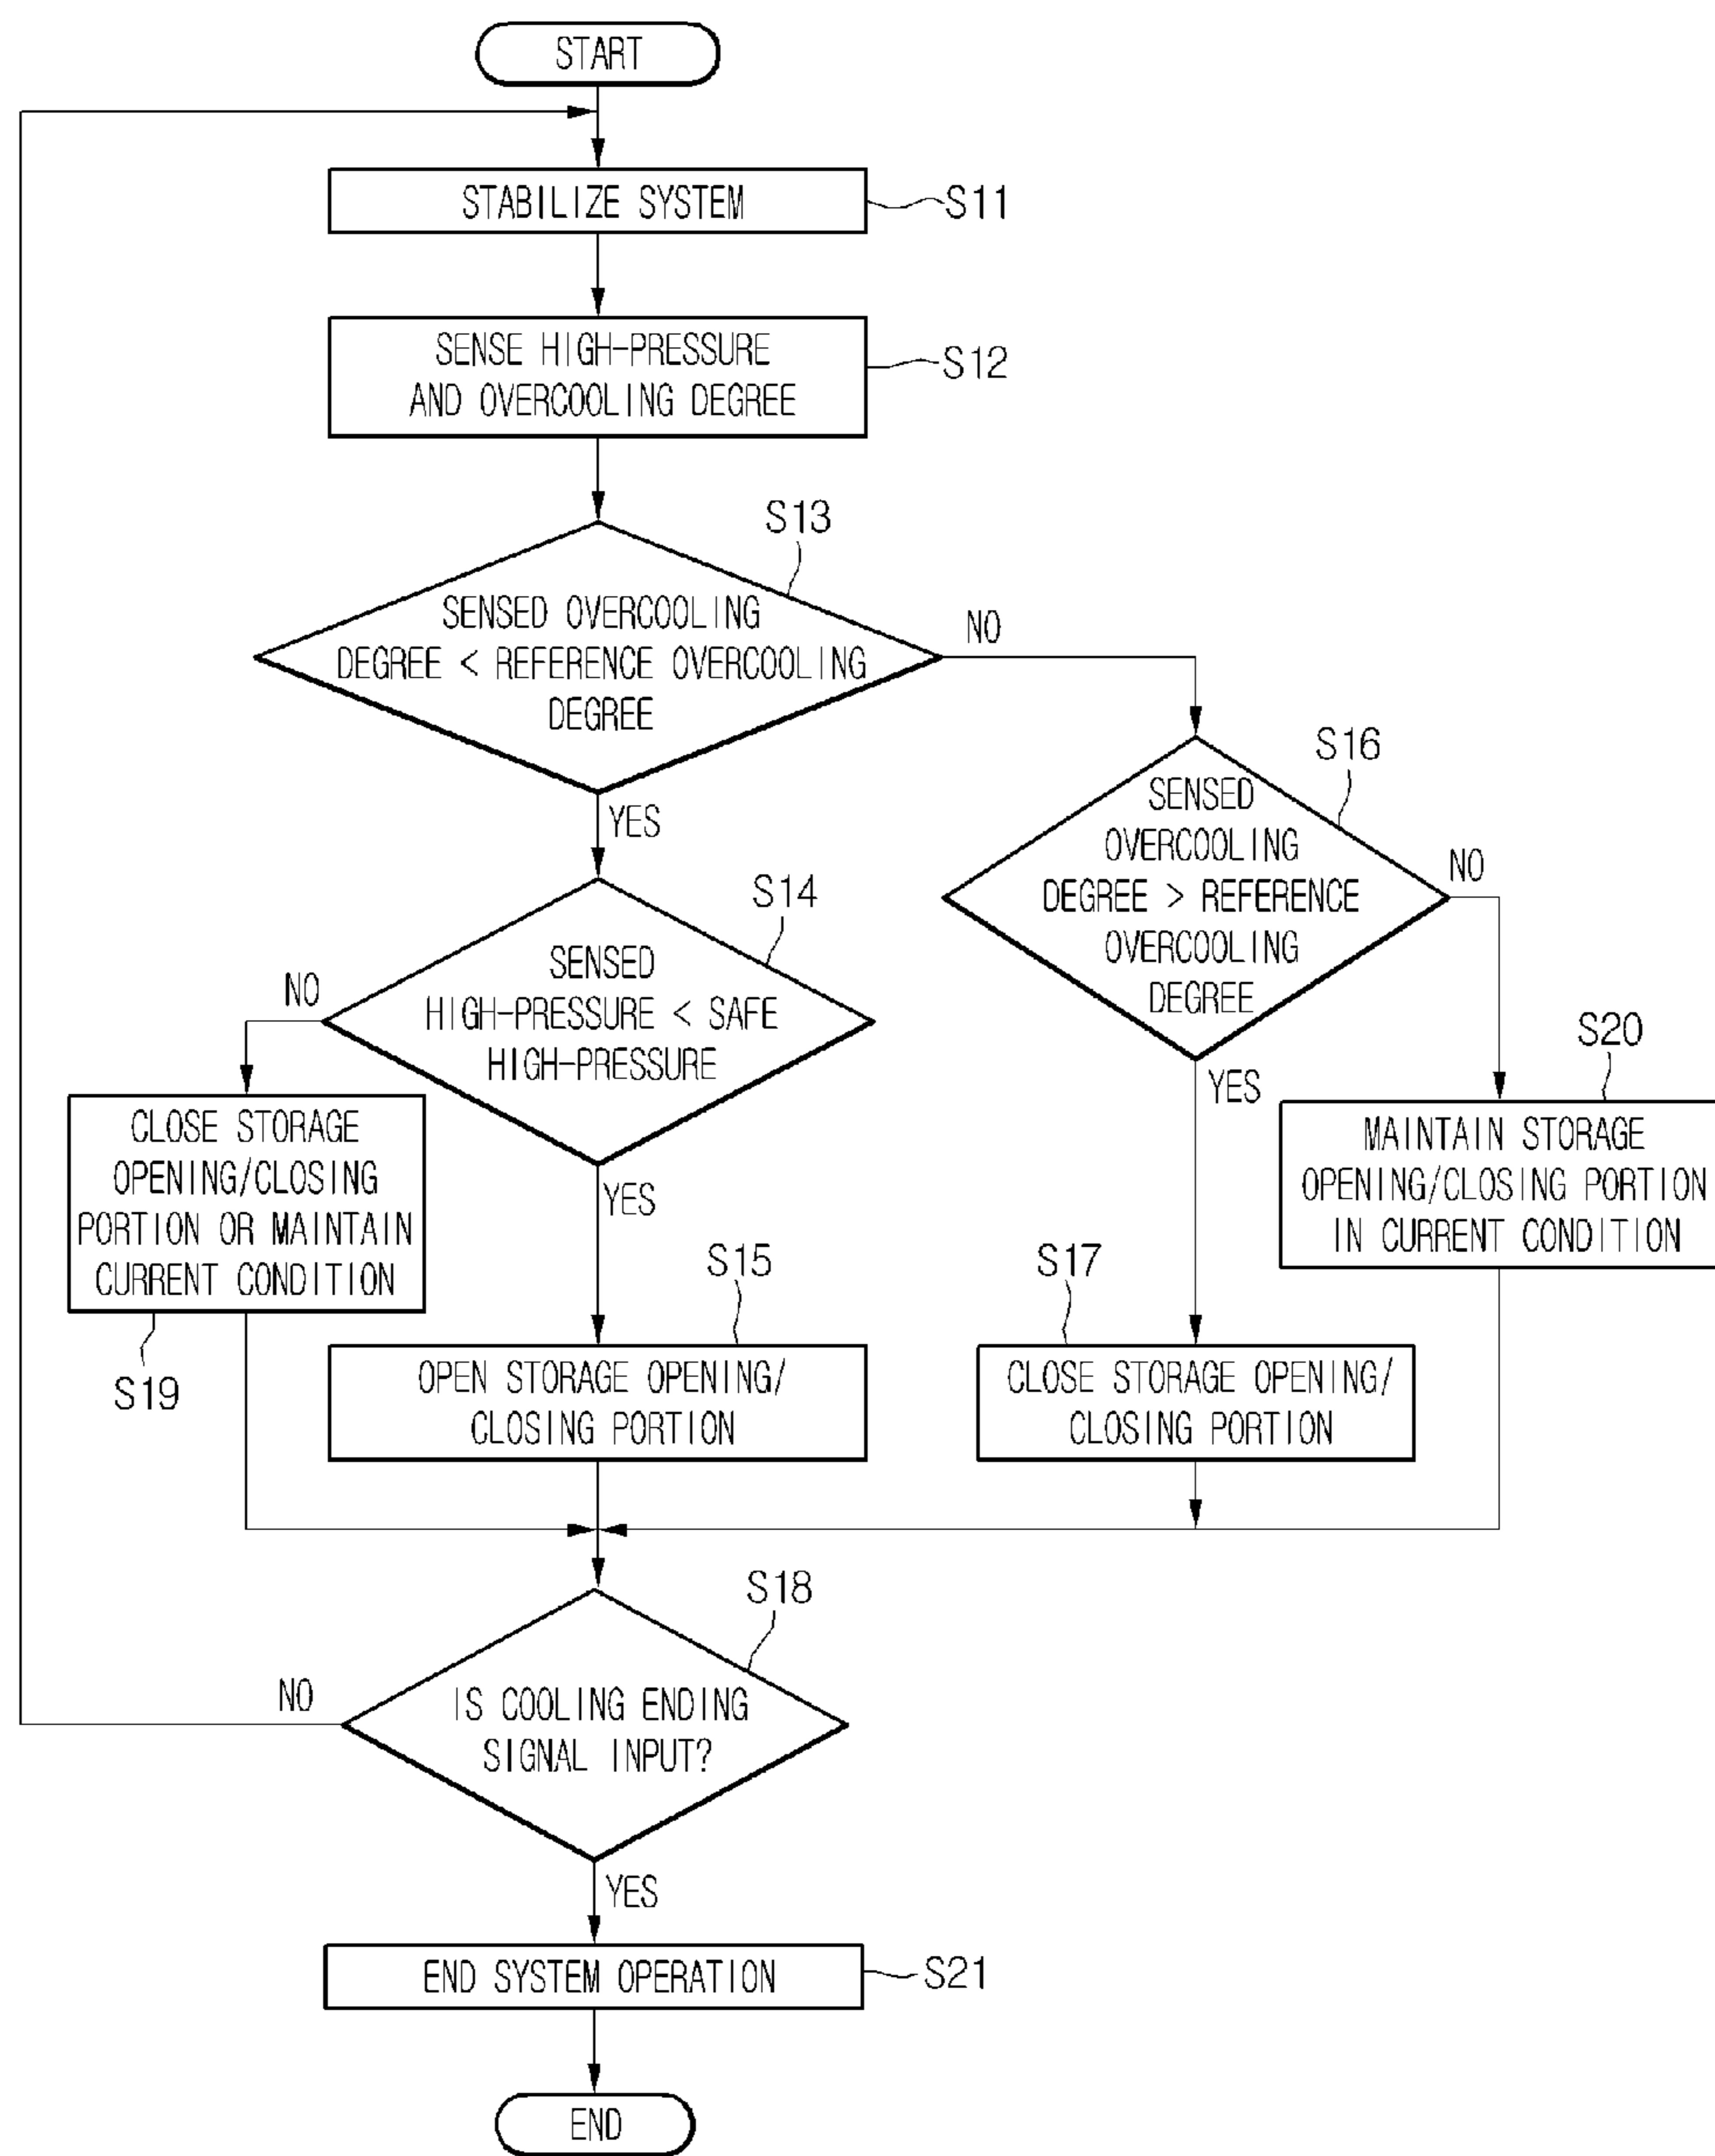 START
STABILIZE SYSTEM
S11
SENSE HIGH-PRESSURE
AND OVERCOOLING DEGREE
S12
S13
SENSED OVERCOOLING
DEGREE < REFERENCE OVERCOOLING
DEGREE
NO
YES
S16
SENSED
OVERCOOLING
DEGREE > REFERENCE
OVERCOOLING
DEGREE
NO
YES
S14
SENSED
HIGH-PRESSURE < SAFE
HIGH-PRESSURE
NO
YES
S20
MAINTAIN STORAGE
OPENING/CLOSING PORTION
IN CURRENT CONDITION
CLOSE STORAGE
OPENING/CLOSING
PORTION OR MAINTAIN
CURRENT CONDITION
S19
S15
OPEN STORAGE OPENING/
CLOSING PORTION
S17
CLOSE STORAGE OPENING/
CLOSING PORTION
S18
IS COOLING ENDING
SIGNAL INPUT?
NO
YES
END SYSTEM OPERATION
S21
END